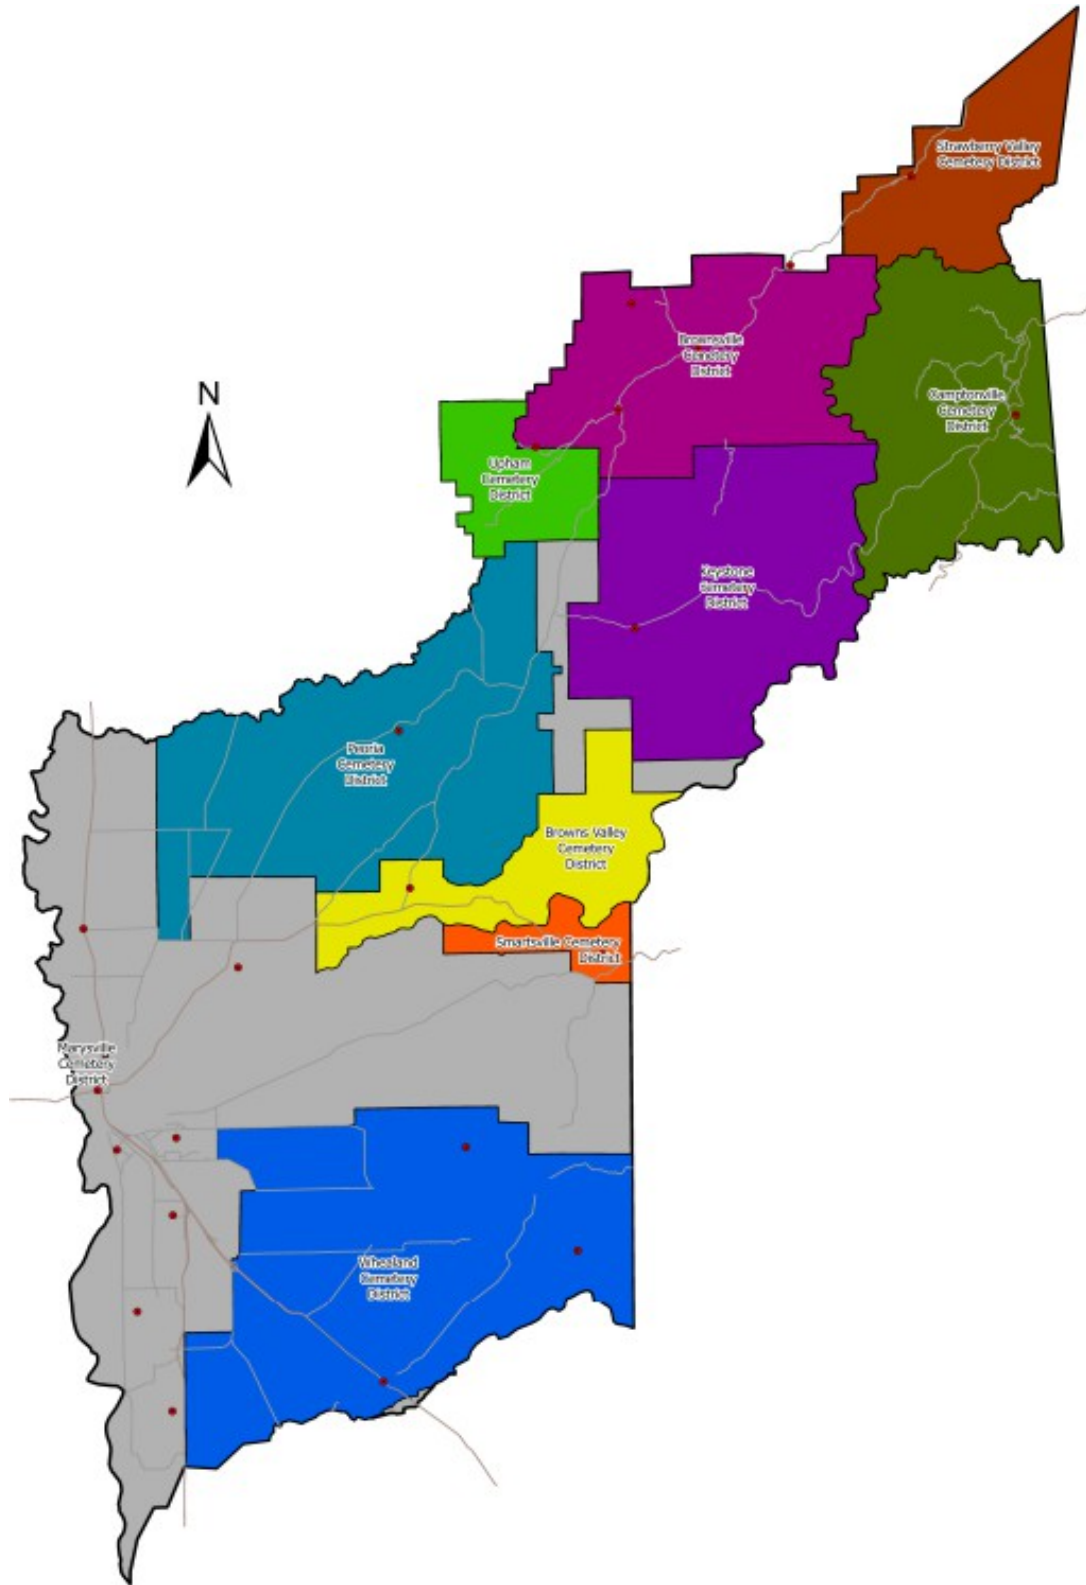 Strawberry Valley
Cemetery District
Brownsville
Cemetery
District
N
Camptonville
Cemetery
District
Upham
Cemetery
District
Keystone
Cemetery
District
Peoria
Cemetery
District
Browns Valley
Cemetery
District
Smartsville Cemetery
District
Marysville
Cemetery
District
Wheatland
Cemetery
District